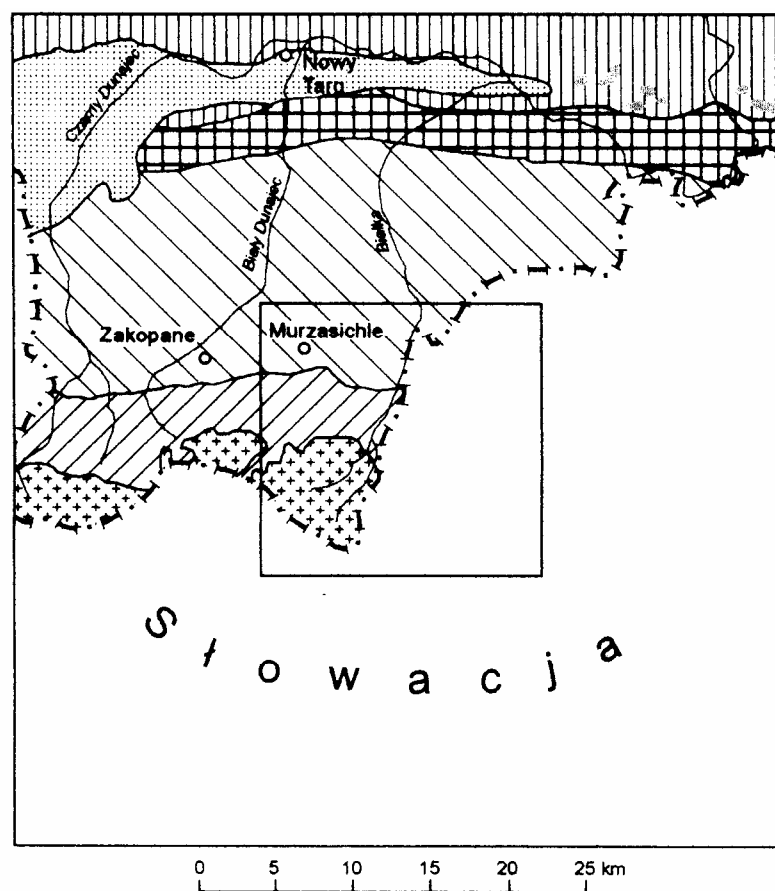 Nowy
Targ
Czarny Dunajec
Biały Dunajec
Białka
Zakopane
Murzasichle
Słowacja
0 5 10 15 20 25 km